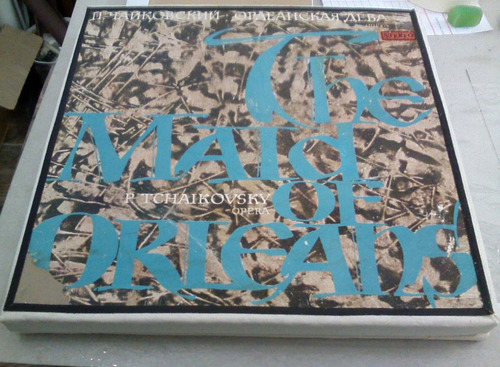 П. ЧАЙКОВСКИЙ · ОРЛЕАНСКАЯ ДЕВА
The
MAId
P. TCHAIKOVSKY OF
OPERA
ORLEANS